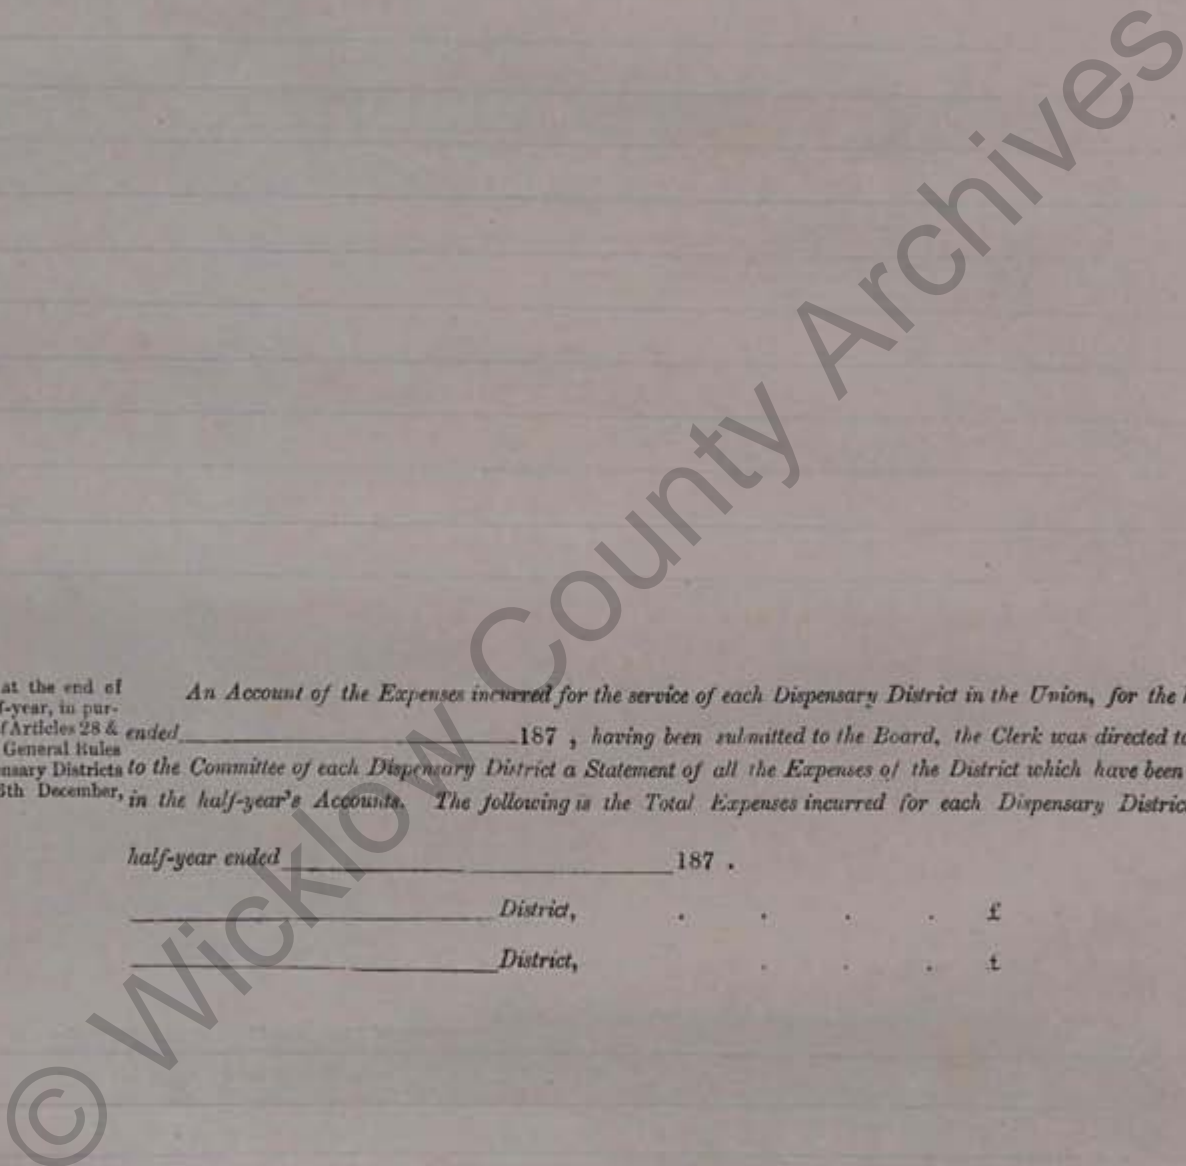 at the end of
f-year, in pur-
f Articles 28 &
General Rules
nsary Districts
th December,
An Account of the Expenses incurred for the service of each Dispensary District in the Union, for the
ended 187 , having been submitted to the Board, the Clerk was directed to
to the Committee of each Dispensary District a Statement of all the Expenses of the District which have been
in the half-year's Accounts. The following is the Total Expenses incurred for each Dispensary Distric
half-year ended 187 .
District, . . . . £
District, . . . £
© Wicklow County Archives